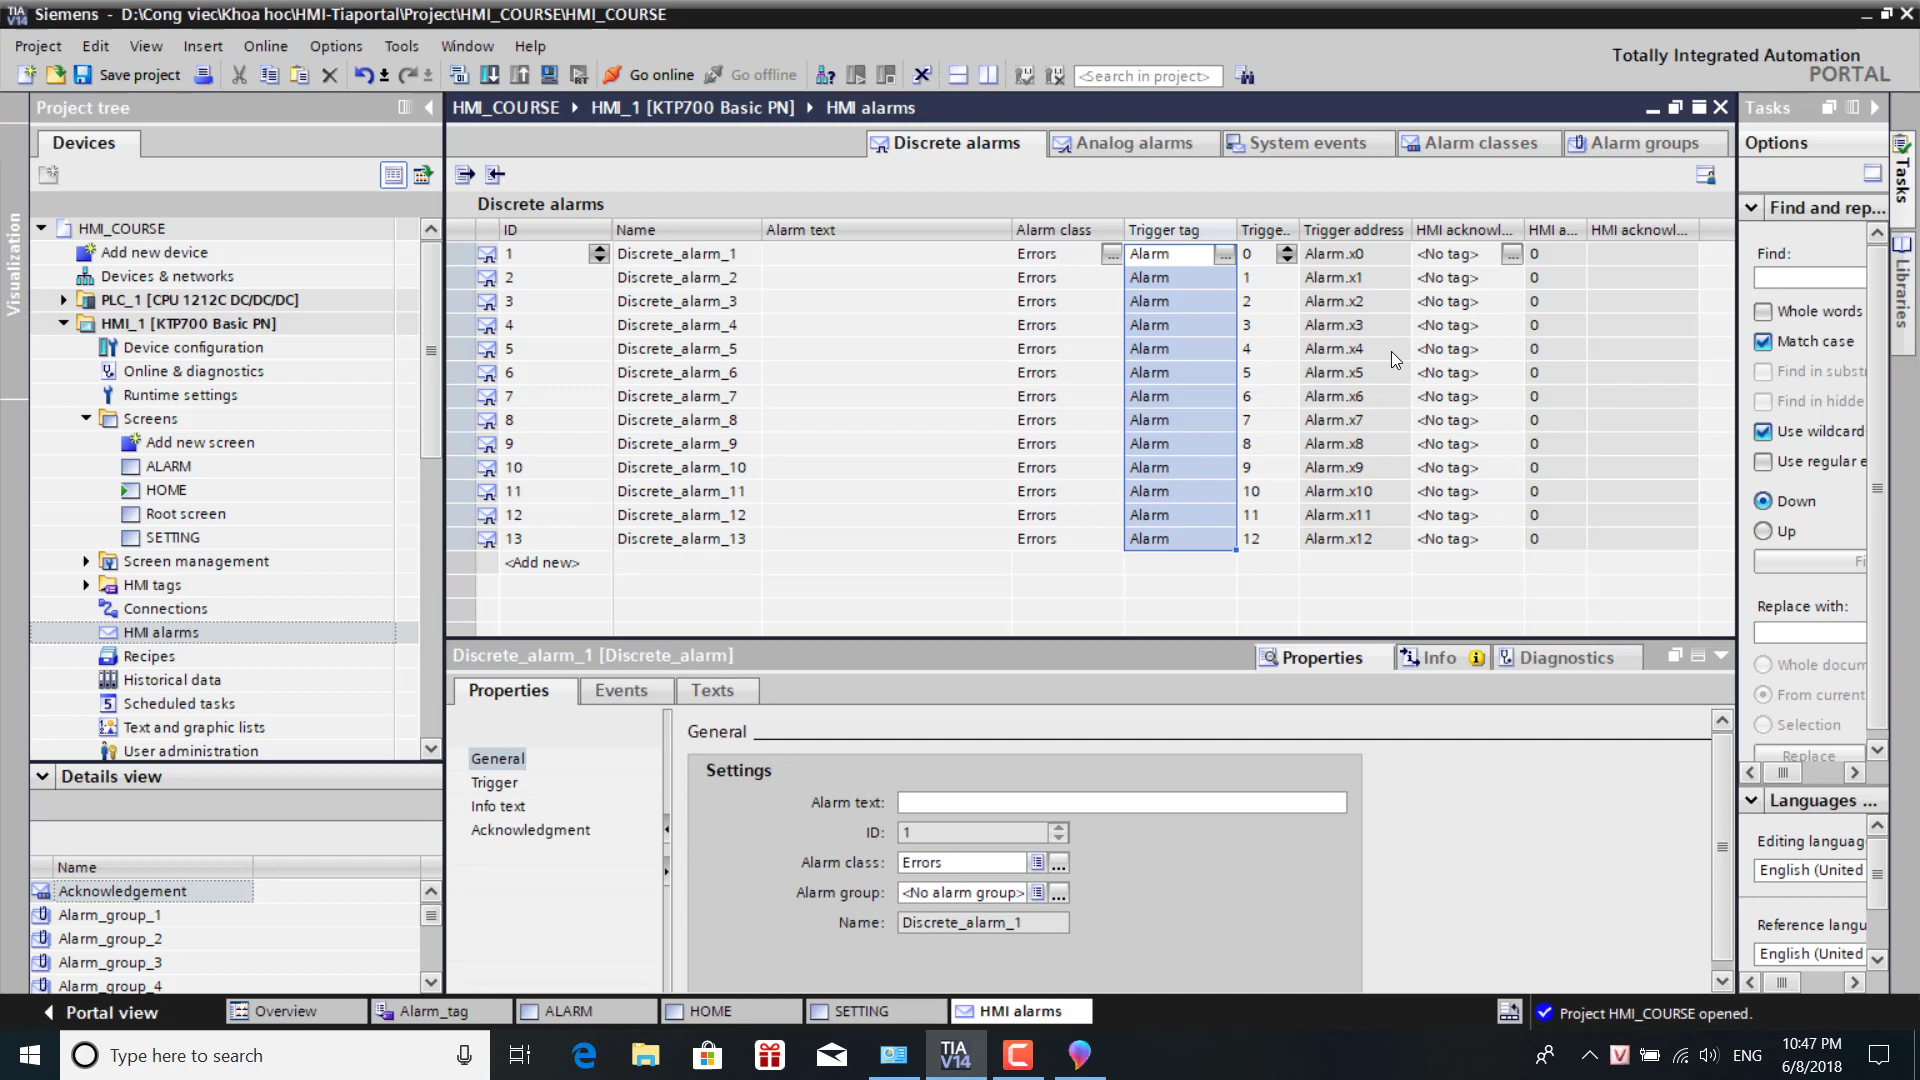 Siemens - D:\Cong viec\Khoa hoc\HMI-Tiaportal\Project\HMI_COURSE\HMI_COURSE
Project Edit View Insert Online Options Tools Window Help
Totally Integrated Automation
PORTAL
Save project
Go online
Go offline
<Search in project>
Project tree
HMI_COURSE HMI_1 [KTP700 Basic PN] HMI alarms
Tasks
Devices
Discrete alarms
Analog alarms
System events
Alarm classes
Alarm groups
Options
Visualization
Tasks
Libraries
HMI_COURSE
Add new device
Devices & networks
PLC_1 [CPU 1212C DC/DC/DC]
HMI_1 [KTP700 Basic PN]
Device configuration
Online & diagnostics
Runtime settings
Screens
Add new screen
ALARM
HOME
Root screen
SETTING
Screen management
HMI tags
Connections
HMI alarms
Recipes
Historical data
Scheduled tasks
Text and graphic lists
User administration
Discrete alarms
ID Name Alarm text Alarm class Trigger tag Trigge.. Trigger address HMI acknowl... HMI a... HMI acknowl...
1 Discrete_alarm_1 Errors ... Alarm ... 0 Alarm.x0 <No tag> ... 0
2 Discrete_alarm_2 Errors Alarm 1 Alarm.x1 <No tag> 0
3 Discrete_alarm_3 Errors Alarm 2 Alarm.x2 <No tag> 0
4 Discrete_alarm_4 Errors Alarm 3 Alarm.x3 <No tag> 0
5 Discrete_alarm_5 Errors Alarm 4 Alarm.x4 <No tag> 0
6 Discrete_alarm_6 Errors Alarm 5 Alarm.x5 <No tag> 0
7 Discrete_alarm_7 Errors Alarm 6 Alarm.x6 <No tag> 0
8 Discrete_alarm_8 Errors Alarm 7 Alarm.x7 <No tag> 0
9 Discrete_alarm_9 Errors Alarm 8 Alarm.x8 <No tag> 0
10 Discrete_alarm_10 Errors Alarm 9 Alarm.x9 <No tag> 0
11 Discrete_alarm_11 Errors Alarm 10 Alarm.x10 <No tag> 0
12 Discrete_alarm_12 Errors Alarm 11 Alarm.x11 <No tag> 0
13 Discrete_alarm_13 Errors Alarm 12 Alarm.x12 <No tag> 0
<Add new>
Find and rep...
Find:
Whole words
Match case
Find in subst
Find in hidde
Use wildcard
Use regular e
Down
Up
Fi
Replace with:
Whole docum
From current
Selection
Replace
Languages ...
Editing languag
English (United
Reference langu
English (United
Discrete_alarm_1 [Discrete_alarm]
Properties
Info
Diagnostics
Properties
Events
Texts
General
Trigger
Info text
Acknowledgment
General
Settings
Alarm text:
ID: 1
Alarm class: Errors ...
Alarm group: <No alarm group> ...
Name: Discrete_alarm_1
Details view
Name
Acknowledgement
Alarm_group_1
Alarm_group_2
Alarm_group_3
Alarm_group_4
Portal view
Overview
Alarm_tag
ALARM
HOME
SETTING
HMI alarms
Project HMI_COURSE opened.
Type here to search
TIA
V14
ENG
10:47 PM
6/8/2018